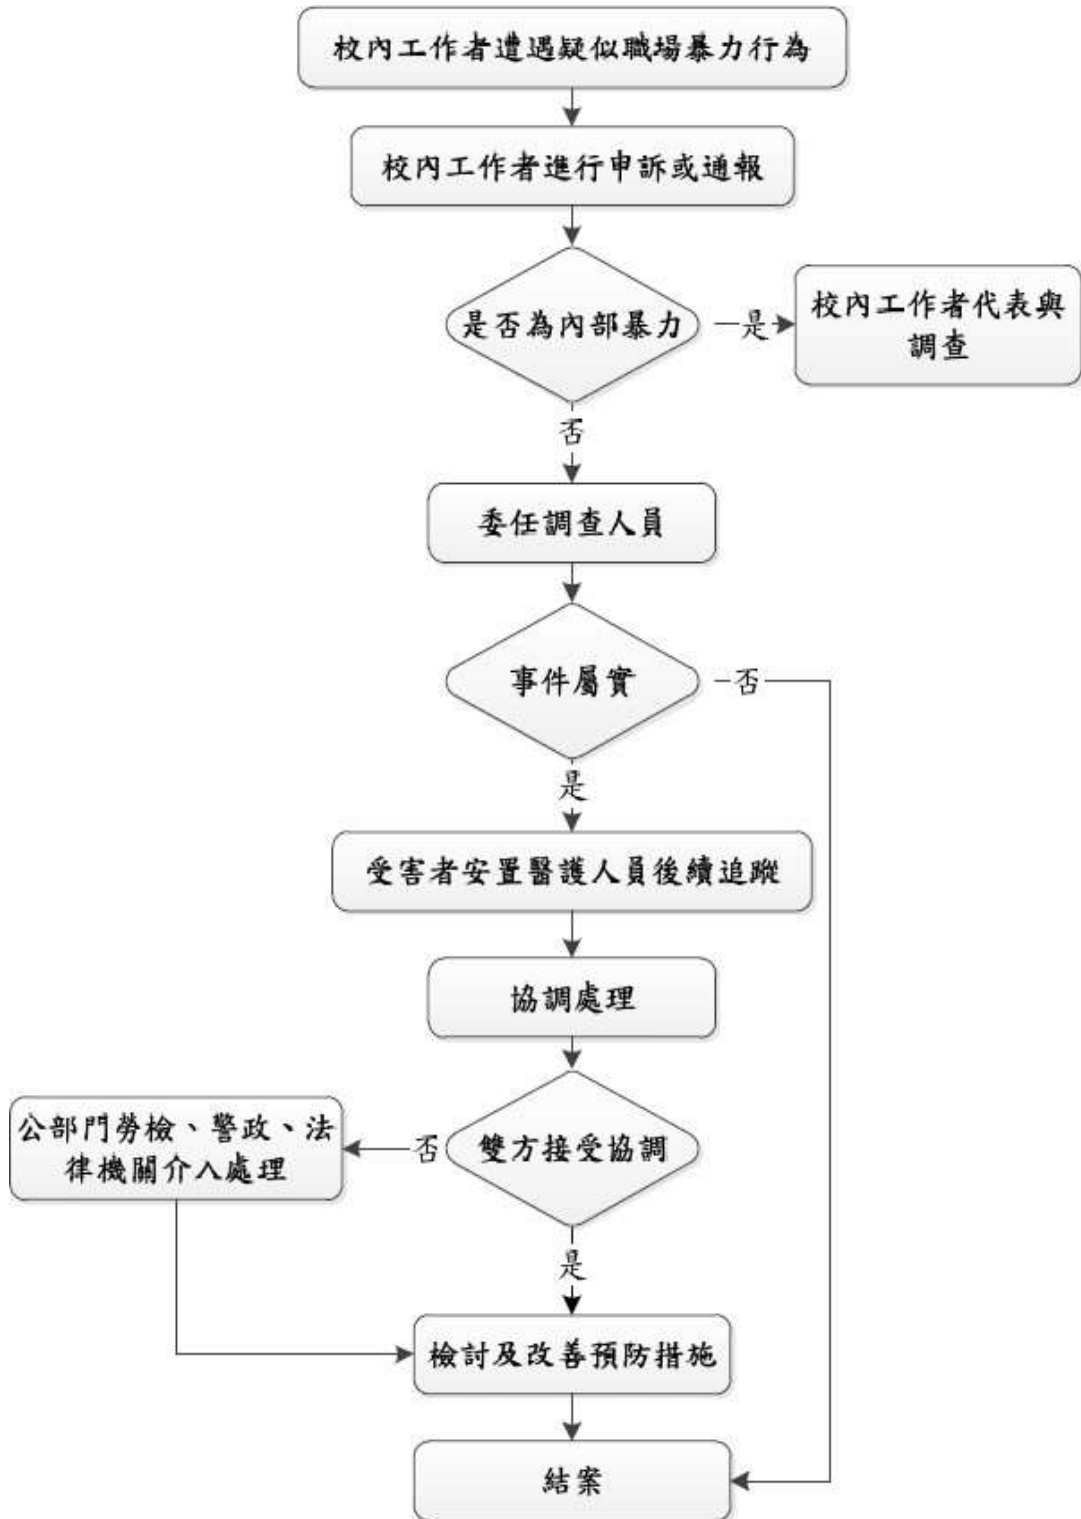 校內工作者遭遇疑似職場暴力行為
校內工作者進行申訴或通報
是否為內部暴力
是
校內工作者代表與
調查
否
委任調查人員
事件屬實
否
是
受害者安置醫護人員後續追蹤
協調處理
公部門勞檢、警政、法
律機關介入處理
否
雙方接受協調
是
檢討及改善預防措施
結案